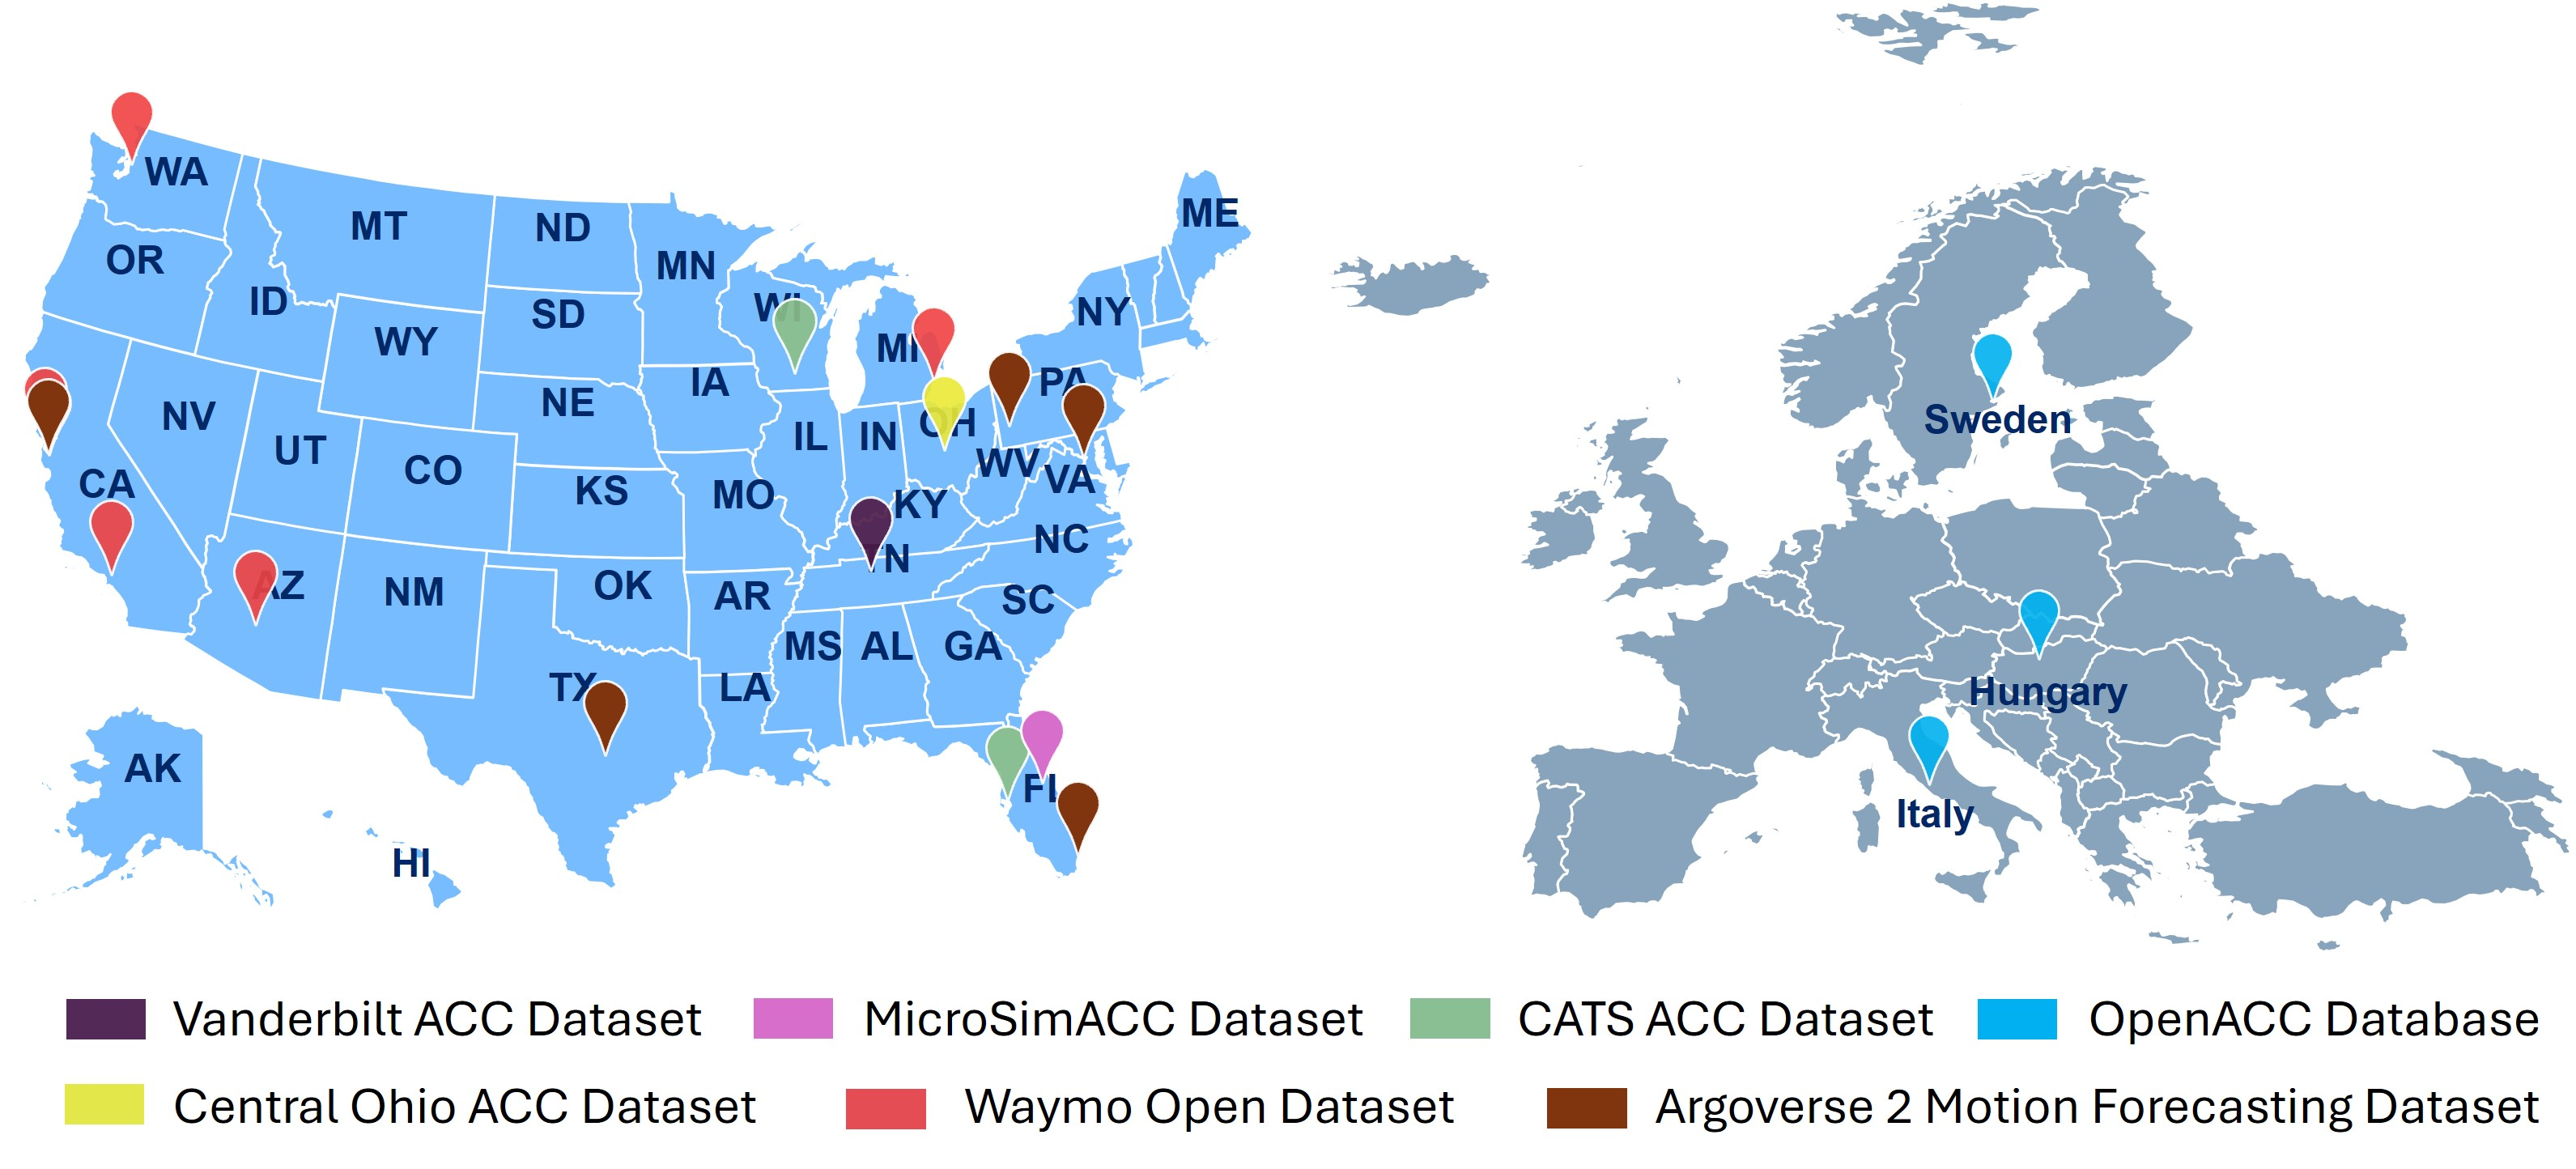 WA
MT
ND
MN
ME
OR
ID
SD
WI
NY
WY
MI
IA
PA
NE
NV
OH
UT
CO
IL
IN
WV
VA
CA
KS
MO
KY
NC
TN
AZ
NM
OK
AR
SC
MS
AL
GA
TX
LA
FL
AK
HI
Sweden
Hungary
Italy
Vanderbilt ACC Dataset
MicroSimACC Dataset
CATS ACC Dataset
OpenACC Database
Central Ohio ACC Dataset
Waymo Open Dataset
Argoverse 2 Motion Forecasting Dataset